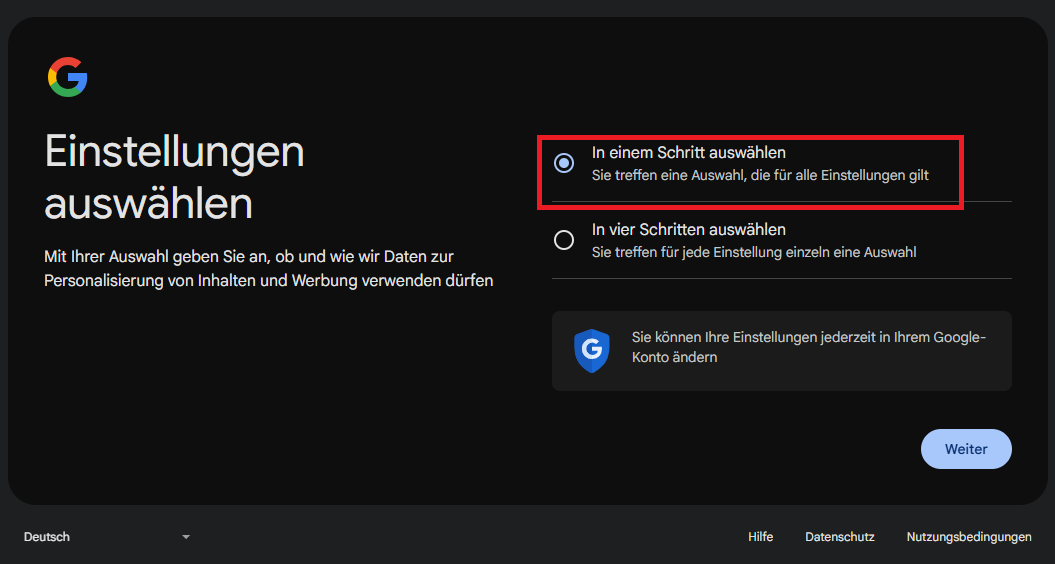 Einstellungen
auswählen
Mit Ihrer Auswahl geben Sie an, ob und wie wir Daten zur
Personalisierung von Inhalten und Werbung verwenden dürfen
In einem Schritt auswählen
Sie treffen eine Auswahl, die für alle Einstellungen gilt
In vier Schritten auswählen
Sie treffen für jede Einstellung einzeln eine Auswahl
Sie können Ihre Einstellungen jederzeit in Ihrem Google-
Konto ändern
Weiter
Deutsch
Hilfe Datenschutz Nutzungsbedingungen